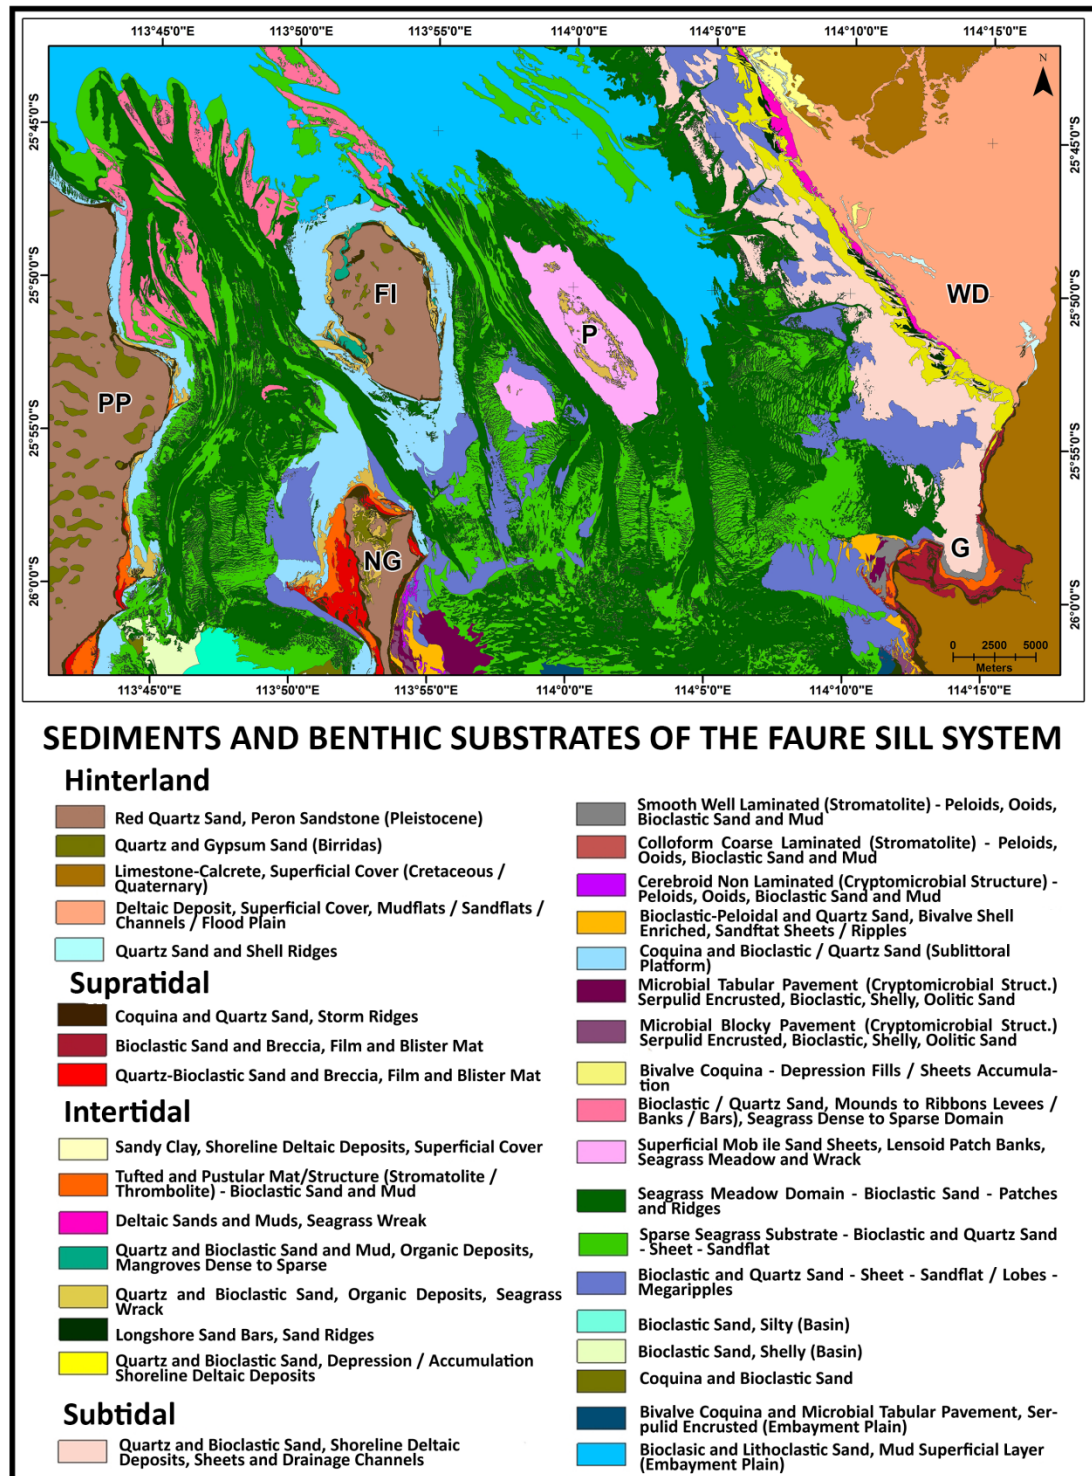 113°45'0"E 113°50'0"E 113°55'0"E 114°0'0"E 114°5'0"E 114°10'0"E 114°15'0"E
N
25°45'0"S 25°45'0"S
25°50'0"S 25°50'0"S
25°55'0"S 25°55'0"S
26°0'0"S 26°0'0"S
FI
WD
P
PP
NG
G
0 2500 5000
Meters
113°45'0"E 113°50'0"E 113°55'0"E 114°0'0"E 114°5'0"E 114°10'0"E 114°15'0"E
SEDIMENTS AND BENTHIC SUBSTRATES OF THE FAURE SILL SYSTEM
Hinterland
Red Quartz Sand, Peron Sandstone (Pleistocene)
Quartz and Gypsum Sand (Birridas)
Limestone-Calcrete, Superficial Cover (Cretaceous /
Quaternary)
Deltaic Deposit, Superficial Cover, Mudflats / Sandflats /
Channels / Flood Plain
Quartz Sand and Shell Ridges
Supratidal
Coquina and Quartz Sand, Storm Ridges
Bioclastic Sand and Breccia, Film and Blister Mat
Quartz-Bioclastic Sand and Breccia, Film and Blister Mat
Intertidal
Sandy Clay, Shoreline Deltaic Deposits, Superficial Cover
Tufted and Pustular Mat/Structure (Stromatolite /
Thrombolite) - Bioclastic Sand and Mud
Deltaic Sands and Muds, Seagrass Wreak
Quartz and Bioclastic Sand and Mud, Organic Deposits,
Mangroves Dense to Sparse
Quartz and Bioclastic Sand, Organic Deposits, Seagrass
Wrack
Longshore Sand Bars, Sand Ridges
Quartz and Bioclastic Sand, Depression / Accumulation
Shoreline Deltaic Deposits
Subtidal
Quartz and Bioclastic Sand, Shoreline Deltaic
Deposits, Sheets and Drainage Channels
Smooth Well Laminated (Stromatolite) - Peloids, Ooids,
Bioclastic Sand and Mud
Colloform Coarse Laminated (Stromatolite) - Peloids,
Ooids, Bioclastic Sand and Mud
Cerebroid Non Laminated (Cryptomicrobial Structure) -
Peloids, Ooids, Bioclastic Sand and Mud
Bioclastic-Peloidal and Quartz Sand, Bivalve Shell
Enriched, Sandftat Sheets / Ripples
Coquina and Bioclastic / Quartz Sand (Sublittoral
Platform)
Microbial Tabular Pavement (Cryptomicrobial Struct.)
Serpulid Encrusted, Bioclastic, Shelly, Oolitic Sand
Microbial Blocky Pavement (Cryptomicrobial Struct.)
Serpulid Encrusted, Bioclastic, Shelly, Oolitic Sand
Bivalve Coquina - Depression Fills / Sheets Accumula-
tion
Bioclastic / Quartz Sand, Mounds to Ribbons Levees /
Banks / Bars), Seagrass Dense to Sparse Domain
Superficial Mob ile Sand Sheets, Lensoid Patch Banks,
Seagrass Meadow and Wrack
Seagrass Meadow Domain - Bioclastic Sand - Patches
and Ridges
Sparse Seagrass Substrate - Bioclastic and Quartz Sand
- Sheet - Sandflat
Bioclastic and Quartz Sand - Sheet - Sandflat / Lobes -
Megaripples
Bioclastic Sand, Silty (Basin)
Bioclastic Sand, Shelly (Basin)
Coquina and Bioclastic Sand
Bivalve Coquina and Microbial Tabular Pavement, Ser-
pulid Encrusted (Embayment Plain)
Bioclasic and Lithoclastic Sand, Mud Superficial Layer
(Embayment Plain)